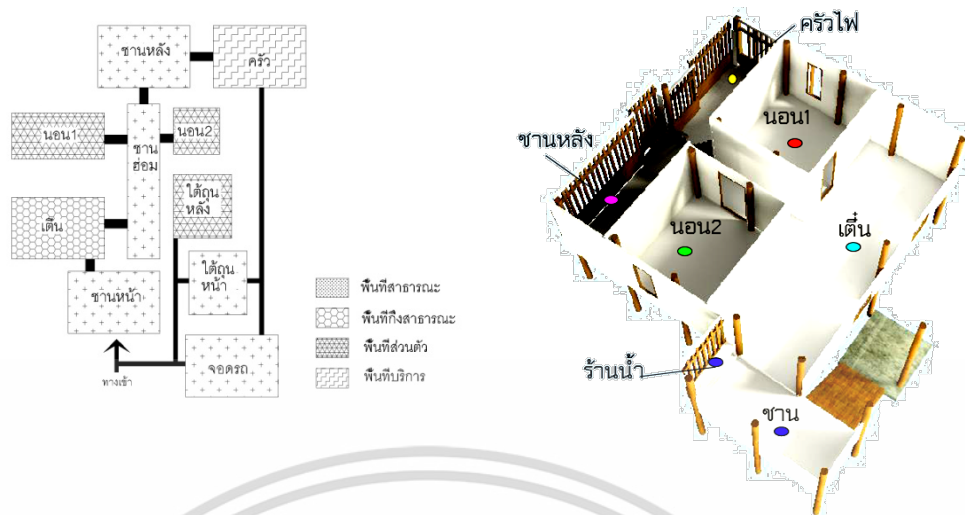 ชานหลัง
ครัว
นอน1
นอน2
ชาน
ฮ่อม
ใต้ถุน
หลัง
เติ๋น
ใต้ถุน
หน้า
ชานหน้า
จอดรถ
ทางเข้า
พื้นที่สาธารณะ
พื้นที่กึ่งสาธารณะ
พื้นที่ส่วนตัว
พื้นที่บริการ
ครัวไฟ
นอน1
ชานหลัง
นอน2
เติ๋น
ร้านน้ำ
ชาน